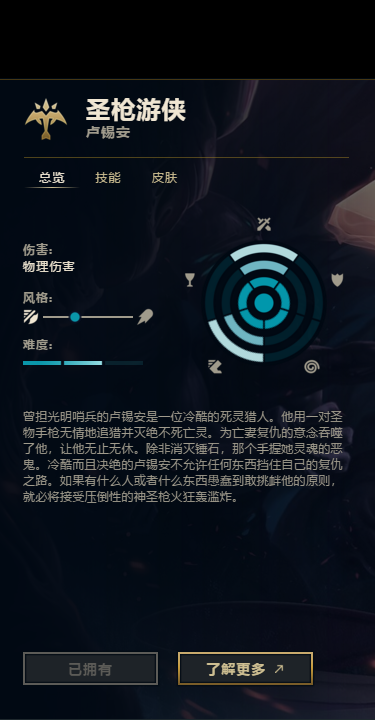 圣枪游侠
卢锡安
总览 技能 皮肤
伤害:
物理伤害
风格:
难度:
曾担光明哨兵的卢锡安是一位冷酷的死灵猎人。他用一对圣
物手枪无情地追猎并灭绝不死亡灵。为亡妻复仇的意念吞噬
了他，让他无止无休。除非消灭锤石，那个手握她灵魂的恶
鬼。冷酷而且决绝的卢锡安不允许任何东西挡住自己的复仇
之路。如果有什么人或者什么东西愚蠢到敢挑衅他的原则，
就必将接受压倒性的神圣枪火狂轰滥炸。
已拥有 了解更多